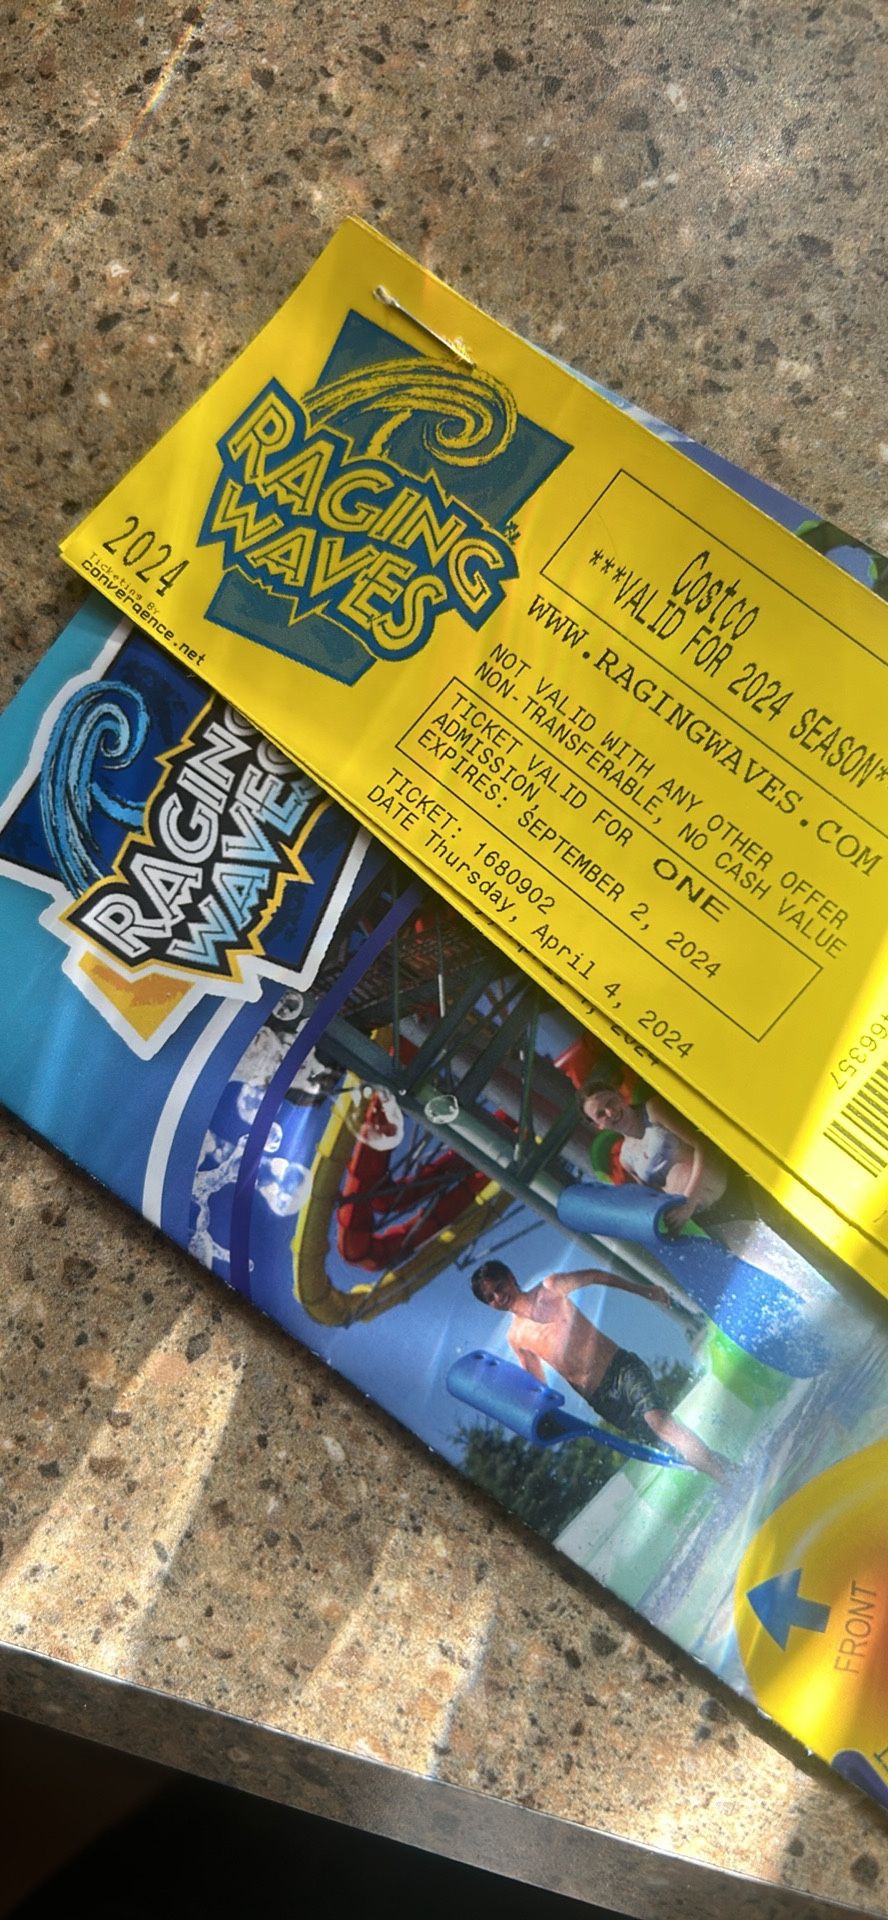 RAGING
WAVES
2024
Ticketing By
convergence.net
Costco
***VALID FOR 2024 SEASON*
WWW.RAGINGWAVES.COM
NOT VALID WITH ANY OTHER OFFER
NON-TRANSFERABLE, NO CASH VALUE
TICKET VALID FOR ONE
ADMISSION,
EXPIRES: SEPTEMBER 2, 2024
TICKET: 1680902
DATE Thursday, April 4, 2024
66357
RAGING
WAVES
FRONT